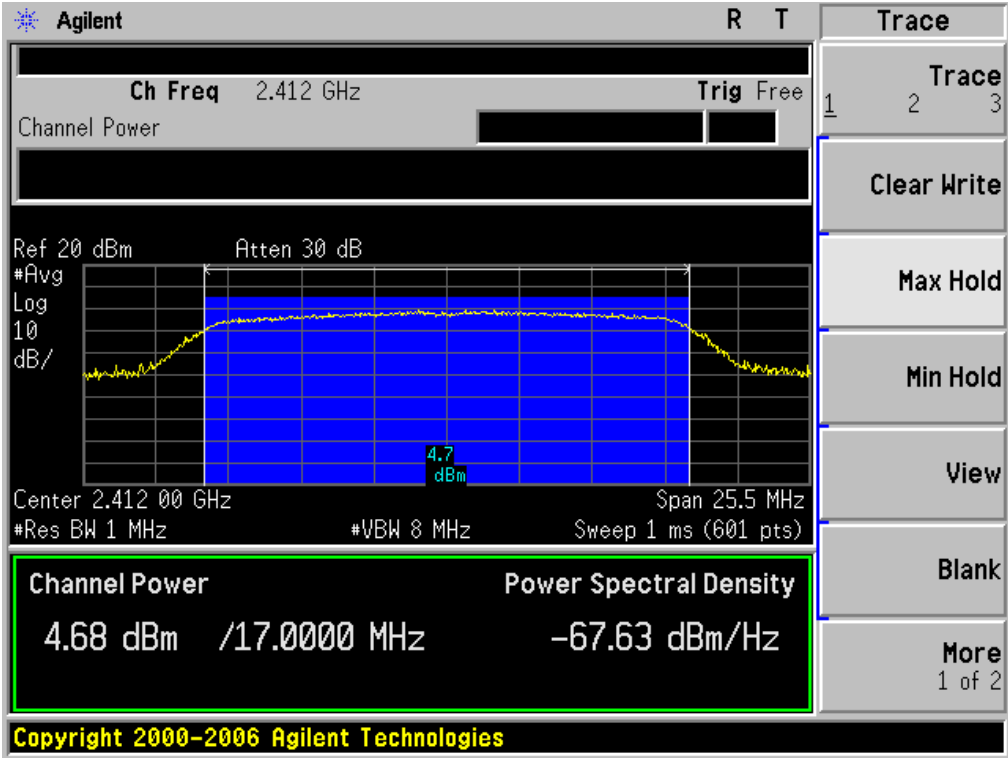 Agilent R T
Ch Freq 2.412 GHz Trig Free
Channel Power
Ref 20 dBm Atten 30 dB
#Avg
Log
10
dB/
4.7
dBm
Center 2.412 00 GHz Span 25.5 MHz
#Res BW 1 MHz #VBW 8 MHz Sweep 1 ms (601 pts)
Channel Power Power Spectral Density
4.68 dBm /17.0000 MHz -67.63 dBm/Hz
Copyright 2000-2006 Agilent Technologies
Trace
Trace
1 2 3
Clear Write
Max Hold
Min Hold
View
Blank
More
1 of 2